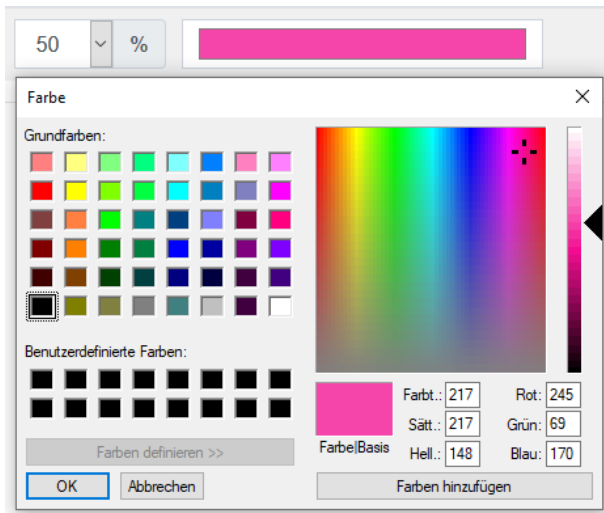 50 %
Farbe
Grundfarben:
Benutzerdefinierte Farben:
Farben definieren >>
OK Abbrechen
Farbe|Basis
Farbt.: 217 Rot: 245
Sätt.: 217 Grün: 69
Hell.: 148 Blau: 170
Farben hinzufügen